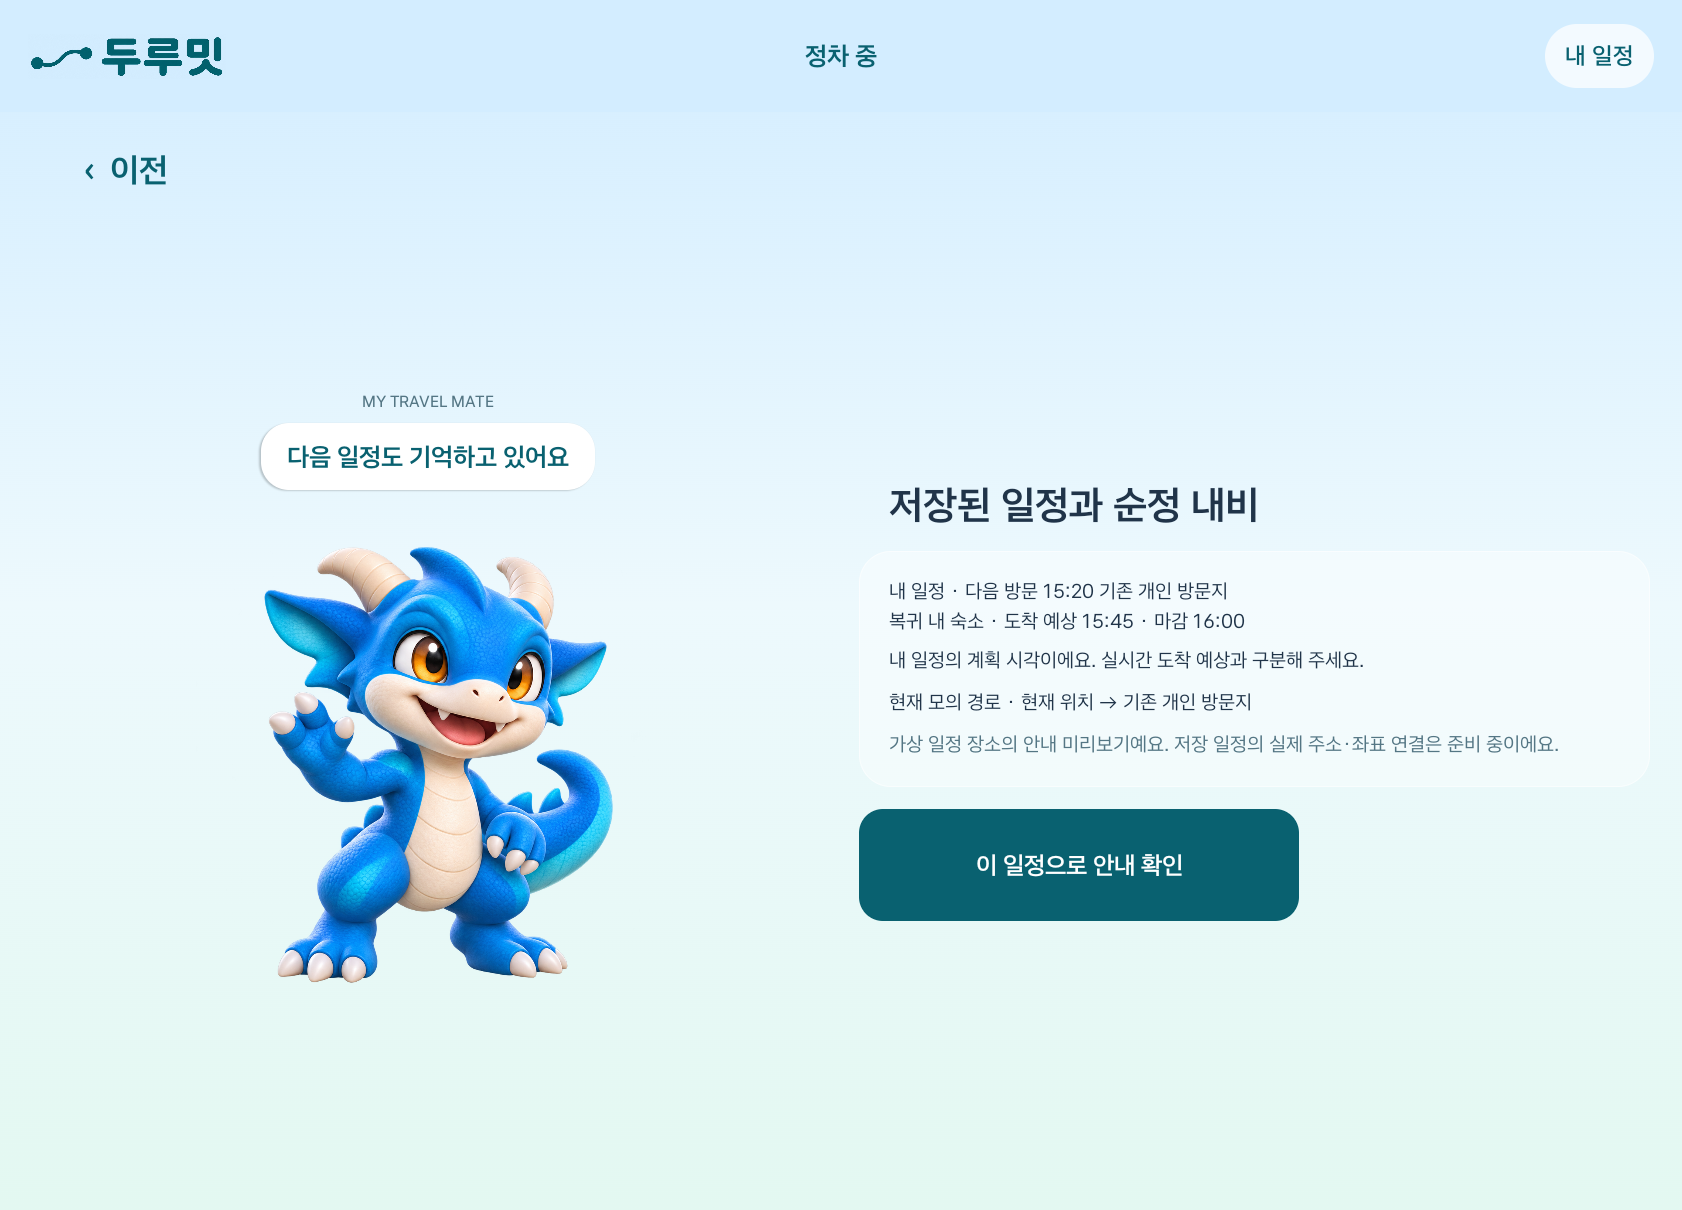 두루밋
정차 중
내 일정
‹ 이전
MY TRAVEL MATE
다음 일정도 기억하고 있어요
저장된 일정과 순정 내비
내 일정 · 다음 방문 15:20 기존 개인 방문지
복귀 내 숙소 · 도착 예상 15:45 · 마감 16:00
내 일정의 계획 시각이에요. 실시간 도착 예상과 구분해 주세요.
현재 모의 경로 · 현재 위치 → 기존 개인 방문지
가상 일정 장소의 안내 미리보기예요. 저장 일정의 실제 주소·좌표 연결은 준비 중이에요.
이 일정으로 안내 확인